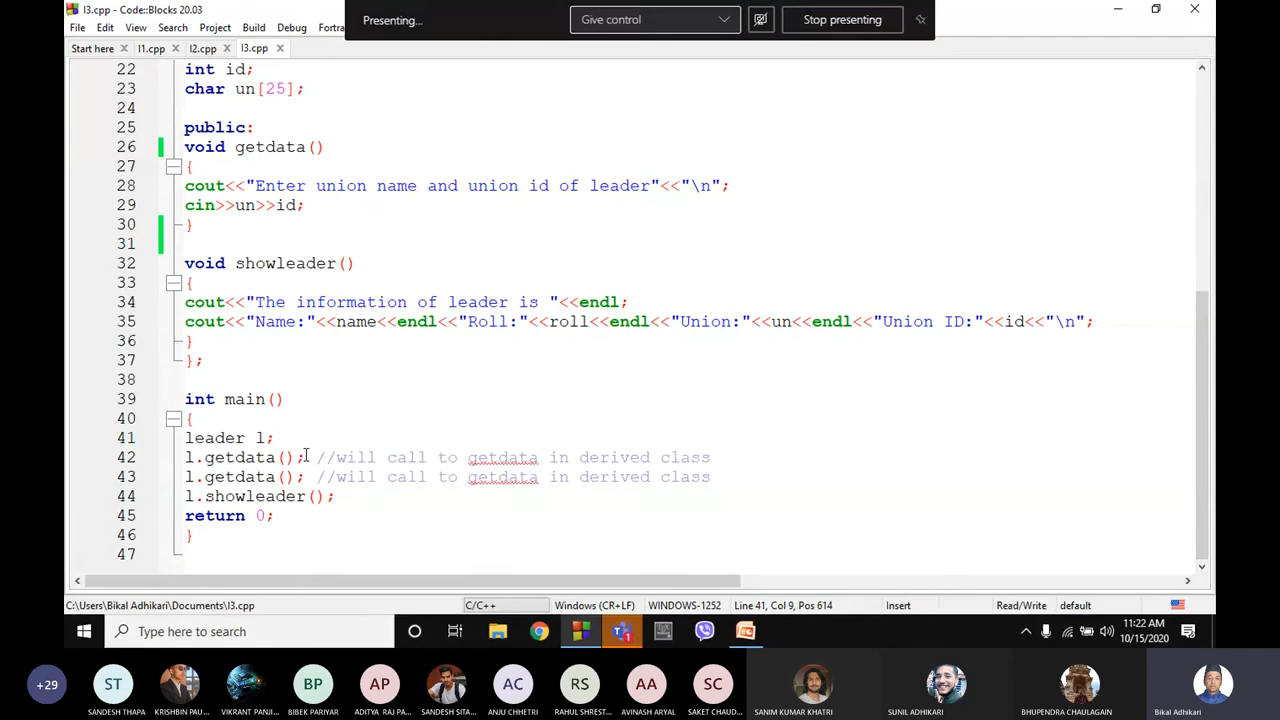 I3.cpp - Code::Blocks 20.03
Presenting...
Give control
Stop presenting
File Edit View Search Project Build Debug Fortra
Start here I1.cpp I2.cpp I3.cpp
22 int id;
23 char un[25];
24
25 public:
26 void getdata()
27 {
28 cout<<"Enter union name and union id of leader"<<"\n";
29 cin>>un>>id;
30 }
31
32 void showleader()
33 {
34 cout<<"The information of leader is "<<endl;
35 cout<<"Name:"<<name<<endl<<"Roll:"<<roll<<endl<<"Union:"<<un<<endl<<"Union ID:"<<id<<"\n";
36 }
37 };
38
39 int main()
40 {
41 leader l;
42 l.getdata(); //will call to getdata in derived class
43 l.getdata(); //will call to getdata in derived class
44 l.showleader();
45 return 0;
46 }
47
C:\Users\Bikal Adhikari\Documents\I3.cpp C/C++ Windows (CR+LF) WINDOWS-1252 Line 41, Col 9, Pos 614 Insert Read/Write default
Type here to search
11:22 AM
10/15/2020
+29 ST BP AP AC RS AA SC
SANDESH THAPA KRISHBIN PAU... VIKRANT PANJI... BIBEK PARIYAR ADITYA RAJ PA... SANDESH SITA... ANJU CHHETRI RAHUL SHREST... AVINASH ARYAL SAKET CHAUD... SANIM KUMAR KHATRI SUNIL ADHIKARI BHUPENDRA CHAULAGAIN Bikal Adhikari